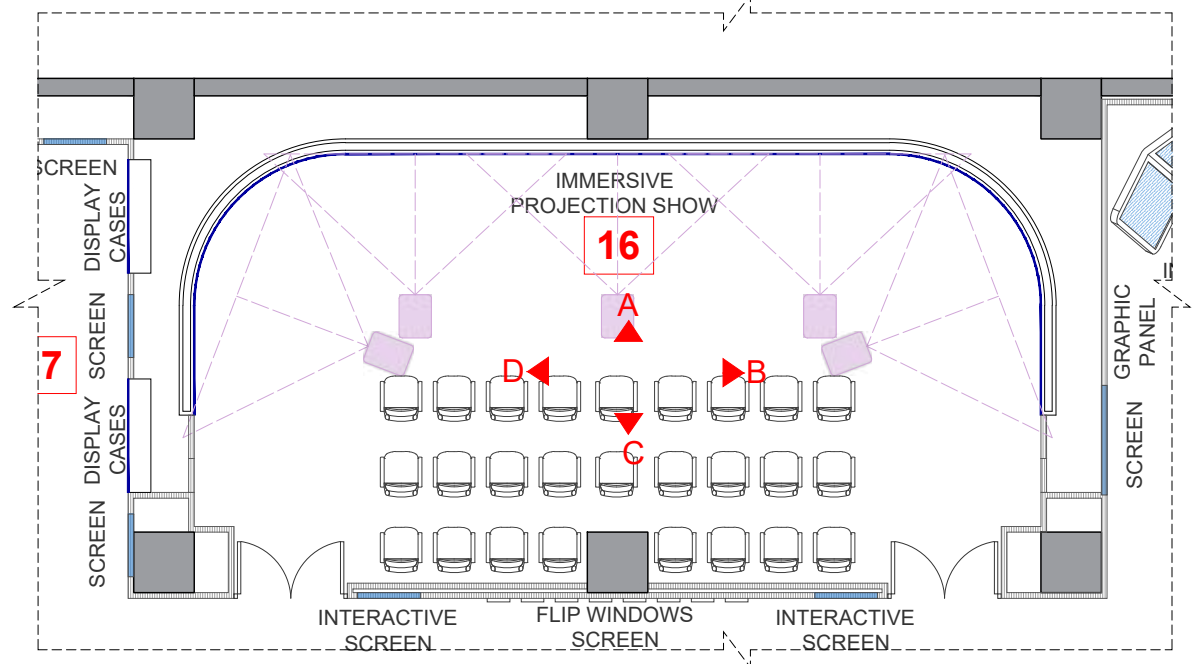 SCREEN
DISPLAY
CASES
SCREEN
DISPLAY
CASES
SCREEN
7
IMMERSIVE
PROJECTION SHOW
16
A
D
B
C
GRAPHIC
PANEL
SCREEN
INTERACTIVE
SCREEN
FLIP WINDOWS
SCREEN
INTERACTIVE
SCREEN